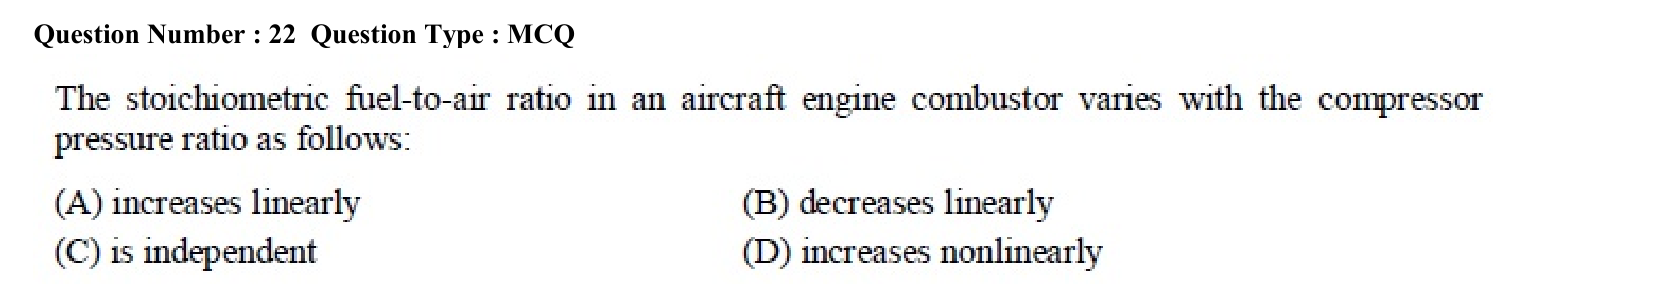 Question Number : 22 Question Type : MCQ
The stoichiometric fuel-to-air ratio in an aircraft engine combustor varies with the compressor
pressure ratio as follows:
(A) increases linearly (B) decreases linearly
(C) is independent (D) increases nonlinearly